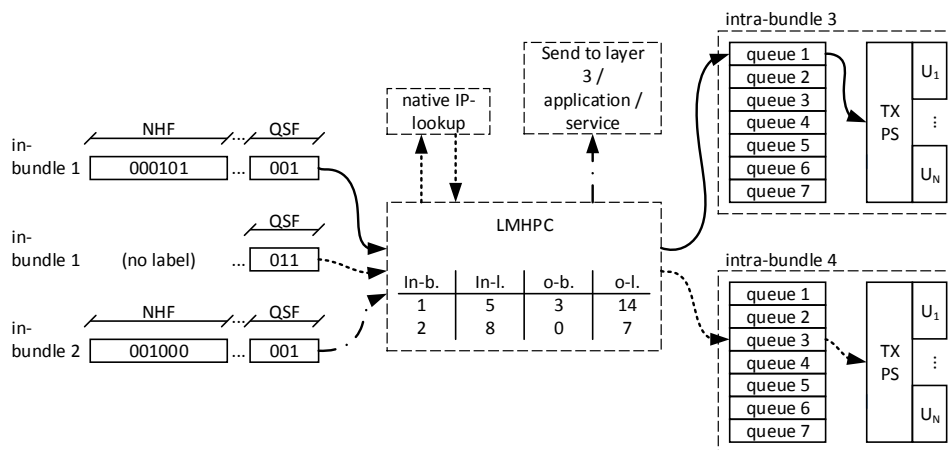 NHF ... QSF
in-
bundle 1 000101 ... 001
QSF
in-
bundle 1 (no label) ... 011
NHF ... QSF
in-
bundle 2 001000 ... 001
native IP-
lookup
Send to layer
3 /
application /
service
LMHPC
In-b. In-l. o-b. o-l.
1 5 3 14
2 8 0 7
intra-bundle 3
queue 1
queue 2
queue 3
queue 4
queue 5
queue 6
queue 7
TX
PS
U1
...
UN
intra-bundle 4
queue 1
queue 2
queue 3
queue 4
queue 5
queue 6
queue 7
TX
PS
U1
...
UN